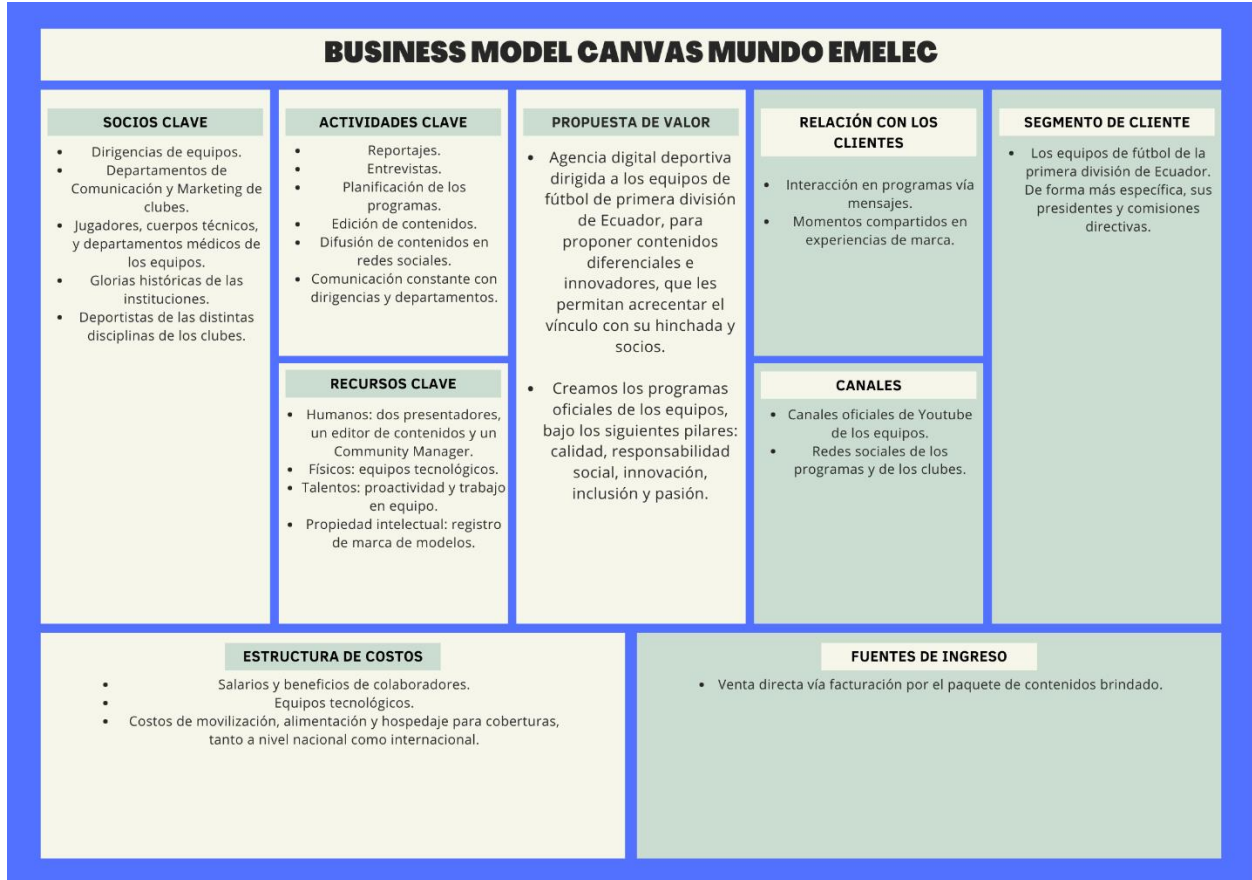 BUSINESS MODEL CANVAS MUNDO EMELEC
SOCIOS CLAVE
• Dirigencias de equipos.
• Departamentos de
Comunicación y Marketing de
clubes.
• Jugadores, cuerpos técnicos,
y departamentos médicos de
los equipos.
• Glorias históricas de las
instituciones.
• Deportistas de las distintas
disciplinas de los clubes.
ACTIVIDADES CLAVE
• Reportajes.
• Entrevistas.
• Planificación de los
programas.
• Edición de contenidos.
• Difusión de contenidos en
redes sociales.
• Comunicación constante con
dirigencias y departamentos.
RECURSOS CLAVE
• Humanos: dos presentadores,
un editor de contenidos y un
Community Manager.
• Físicos: equipos tecnológicos.
• Talentos: proactividad y trabajo
en equipo.
• Propiedad intelectual: registro
de marca de modelos.
PROPUESTA DE VALOR
• Agencia digital deportiva
dirigida a los equipos de
fútbol de primera división
de Ecuador, para
proponer contenidos
diferenciales e
innovadores, que les
permitan acrecentar el
vínculo con su hinchada y
socios.
• Creamos los programas
oficiales de los equipos,
bajo los siguientes pilares:
calidad, responsabilidad
social, innovación,
inclusión y pasión.
RELACIÓN CON LOS
CLIENTES
• Interacción en programas vía
mensajes.
• Momentos compartidos en
experiencias de marca.
CANALES
• Canales oficiales de Youtube
de los equipos.
• Redes sociales de los
programas y de los clubes.
SEGMENTO DE CLIENTE
• Los equipos de fútbol de la
primera división de Ecuador.
De forma más específica, sus
presidentes y comisiones
directivas.
ESTRUCTURA DE COSTOS
• Salarios y beneficios de colaboradores.
• Equipos tecnológicos.
• Costos de movilización, alimentación y hospedaje para coberturas,
tanto a nivel nacional como internacional.
FUENTES DE INGRESO
• Venta directa vía facturación por el paquete de contenidos brindado.